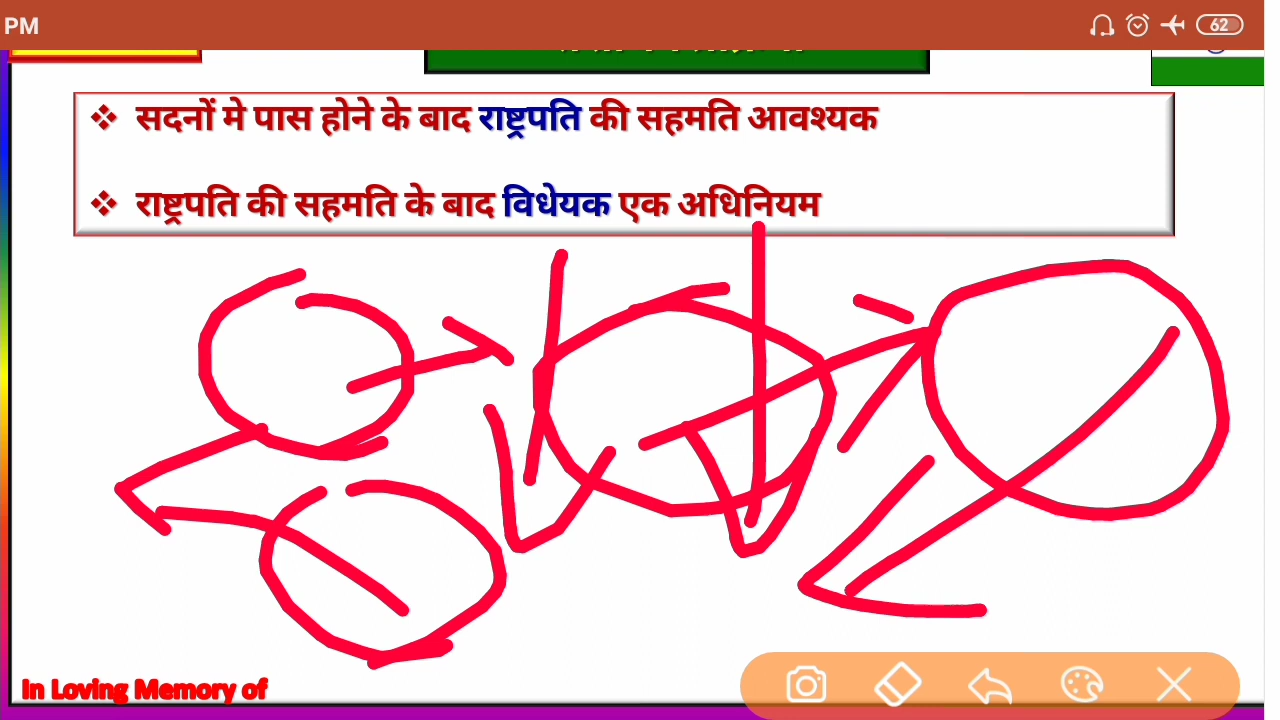 PM
62
सदनों मे पास होने के बाद राष्ट्रपति की सहमति आवश्यक
राष्ट्रपति की सहमति के बाद विधेयक एक अधिनियम
In Loving Memory of